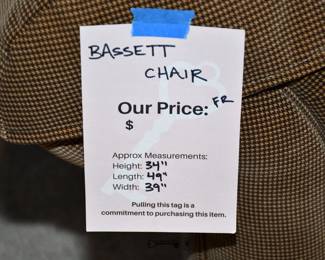 BASSETT
CHAIR
Our Price: FR
$
Approx Measurements:
Height: 34"
Length: 49"
Width: 39"
Pulling this tag is a
commitment to purchasing this item.